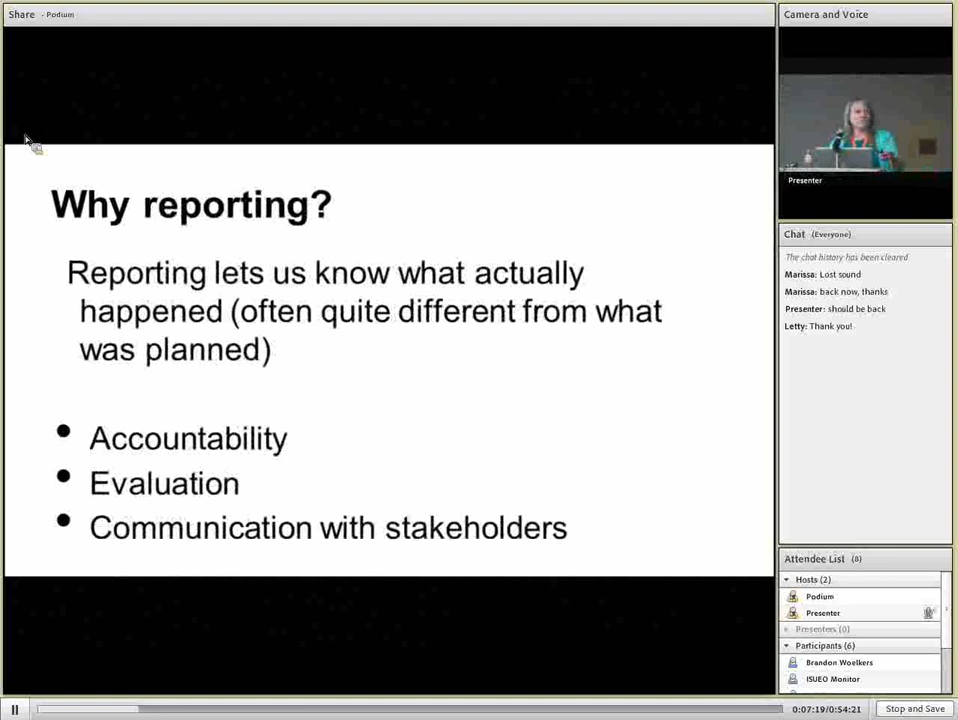 Share - Podium
Why reporting?
Reporting lets us know what actually
happened (often quite different from what
was planned)
• Accountability
• Evaluation
• Communication with stakeholders
Camera and Voice
Presenter
Chat (Everyone)
The chat history has been cleared
Marissa: Lost sound
Marissa: back now, thanks
Presenter: should be back
Letty: Thank you!
Attendee List (8)
Hosts (2)
Podium
Presenter
Presenters (0)
Participants (6)
Brandon Woelkers
ISUEO Monitor
0:07:19/0:54:21
Stop and Save